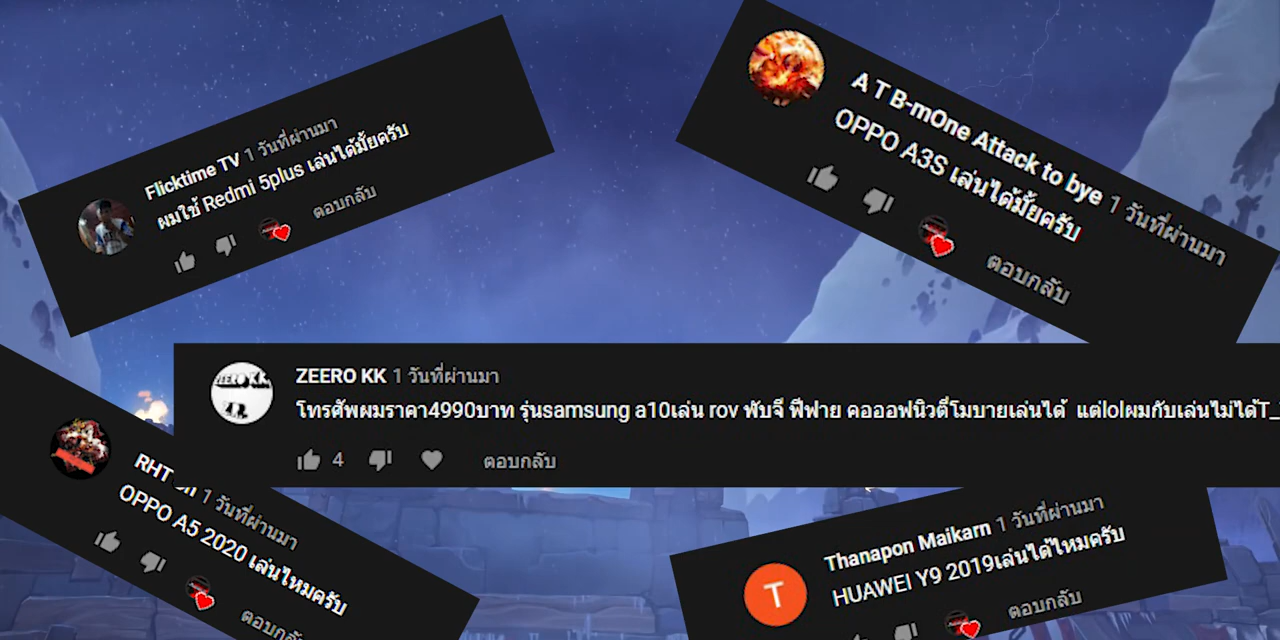 Flicktime TV 1 วันที่ผ่านมา
ผมใช้ Redmi 5plus เล่นได้มั้ยครับ
ตอบกลับ
A T B-mOne Attack to bye 1 วันที่ผ่านมา
OPPO A3S เล่นได้มั้ยครับ
ตอบกลับ
ZEERO KK 1 วันที่ผ่านมา
โทรศัพผมราคา4990บาท รุ่นsamsung a10เล่น rov พับจี ฟีฟาย คอออฟนิวตี้โมบายเล่นได้ แต่lolผมกับเล่นไม่ได้T_
4 ตอบกลับ
RHT 1 วันที่ผ่านมา
OPPO A5 2020 เล่นไหมครับ
ตอบกลับ
Thanapon Maikarn 1 วันที่ผ่านมา
T
HUAWEI Y9 2019เล่นได้ไหมครับ
ตอบกลับ